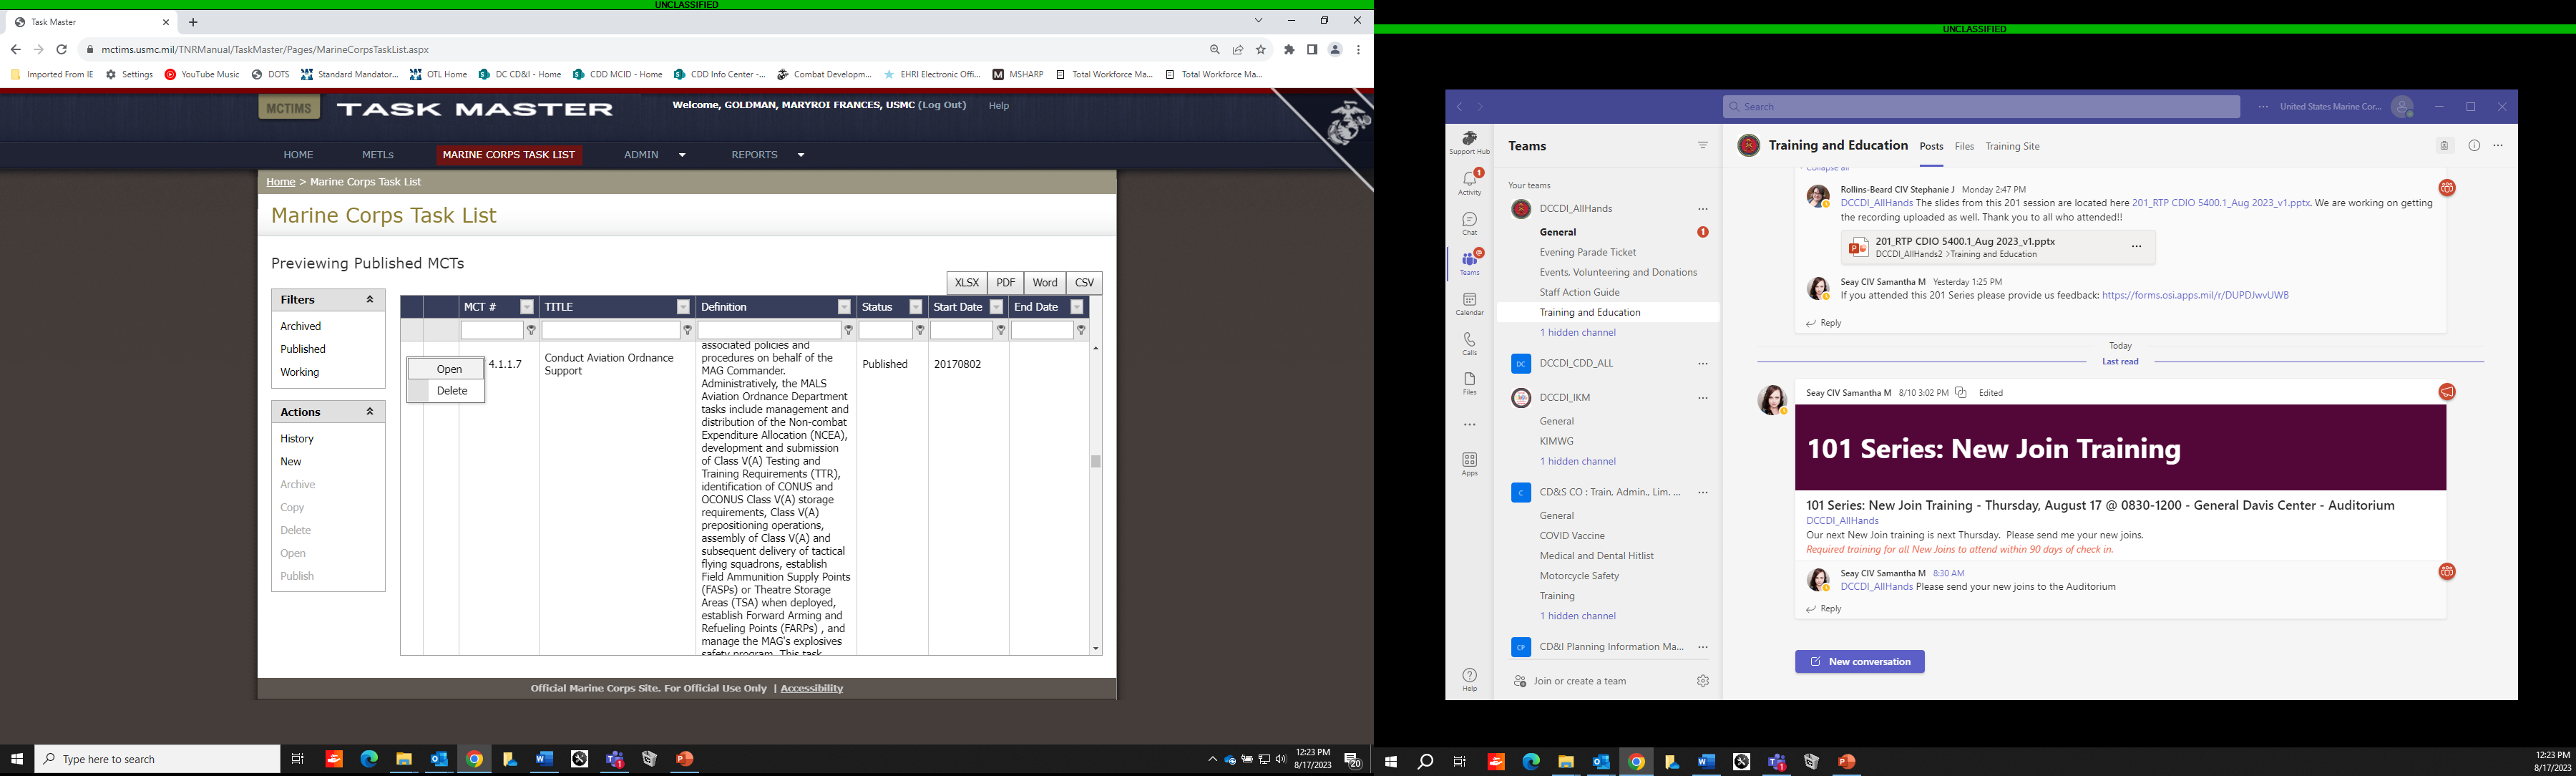 UNCLASSIFIED
Task Master
mctims.usmc.mil/TNRManual/TaskMaster/Pages/MarineCorpsTaskList.aspx
Imported From IE Settings YouTube Music DOTS Standard Mandator... OTL Home DC CD&I - Home CDD MCID - Home CDD Info Center -... Combat Developm... EHRI Electronic Offi... MSHARP Total Workforce Ma... Total Workforce Ma...
MCTIMS TASK MASTER Welcome, GOLDMAN, MARYROI FRANCES, USMC (Log Out) Help
HOME METLs MARINE CORPS TASK LIST ADMIN REPORTS
Home > Marine Corps Task List
Marine Corps Task List
Previewing Published MCTs
XLSX PDF Word CSV
Filters
Archived
Published
Working
Actions
History
New
Archive
Copy
Delete
Open
Publish
MCT # TITLE Definition Status Start Date End Date
Open
Delete
4.1.1.7
Conduct Aviation Ordnance
Support
associated policies and
procedures on behalf of the
MAG Commander.
Administratively, the MALS
Aviation Ordnance Department
tasks include management and
distribution of the Non-combat
Expenditure Allocation (NCEA),
development and submission
of Class V(A) Testing and
Training Requirements (TTR),
identification of CONUS and
OCONUS Class V(A) storage
requirements, Class V(A)
prepositioning operations,
assembly of Class V(A) and
subsequent delivery of tactical
flying squadrons, establish
Field Ammunition Supply Points
(FASPs) or Theatre Storage
Areas (TSA) when deployed,
establish Forward Arming and
Refueling Points (FARPs) , and
manage the MAG's explosives
safety program. This task
Published
20170802
Official Marine Corps Site. For Official Use Only | Accessibility
Type here to search
12:23 PM
8/17/2023
20
UNCLASSIFIED
Search
United States Marine Cor...
Support Hub
Activity
1
Chat
Teams
Calendar
Calls
Files
Apps
Help
Teams
Your teams
DCCDI_AllHands
General
1
Evening Parade Ticket
Events, Volunteering and Donations
Staff Action Guide
Training and Education
1 hidden channel
DC DCCDI_CDD_ALL
DCCDI_IKM
General
KIMWG
1 hidden channel
C CD&S CO : Train, Admin., Lim. ...
General
COVID Vaccine
Medical and Dental Hitlist
Motorcycle Safety
Training
1 hidden channel
CP CD&I Planning Information Ma...
Join or create a team
Training and Education Posts Files Training Site
Collapse all
Rollins-Beard CIV Stephanie J Monday 2:47 PM
DCCDI_AllHands The slides from this 201 session are located here 201_RTP CDIO 5400.1_Aug 2023_v1.pptx. We are working on getting
the recording uploaded as well. Thank you to all who attended!!
201_RTP CDIO 5400.1_Aug 2023_v1.pptx
DCCDI_AllHands2 > Training and Education
Seay CIV Samantha M Yesterday 1:25 PM
If you attended this 201 Series please provide us feedback: https://forms.osi.apps.mil/r/DUPDJwvUWB
Reply
Today
Last read
Seay CIV Samantha M 8/10 3:02 PM Edited
101 Series: New Join Training
101 Series: New Join Training - Thursday, August 17 @ 0830-1200 - General Davis Center - Auditorium
DCCDI_AllHands
Our next New Join training is next Thursday. Please send me your new joins.
Required training for all New Joins to attend within 90 days of check in.
Seay CIV Samantha M 8:30 AM
DCCDI_AllHands Please send your new joins to the Auditorium
Reply
New conversation
12:23 PM
8/17/2023